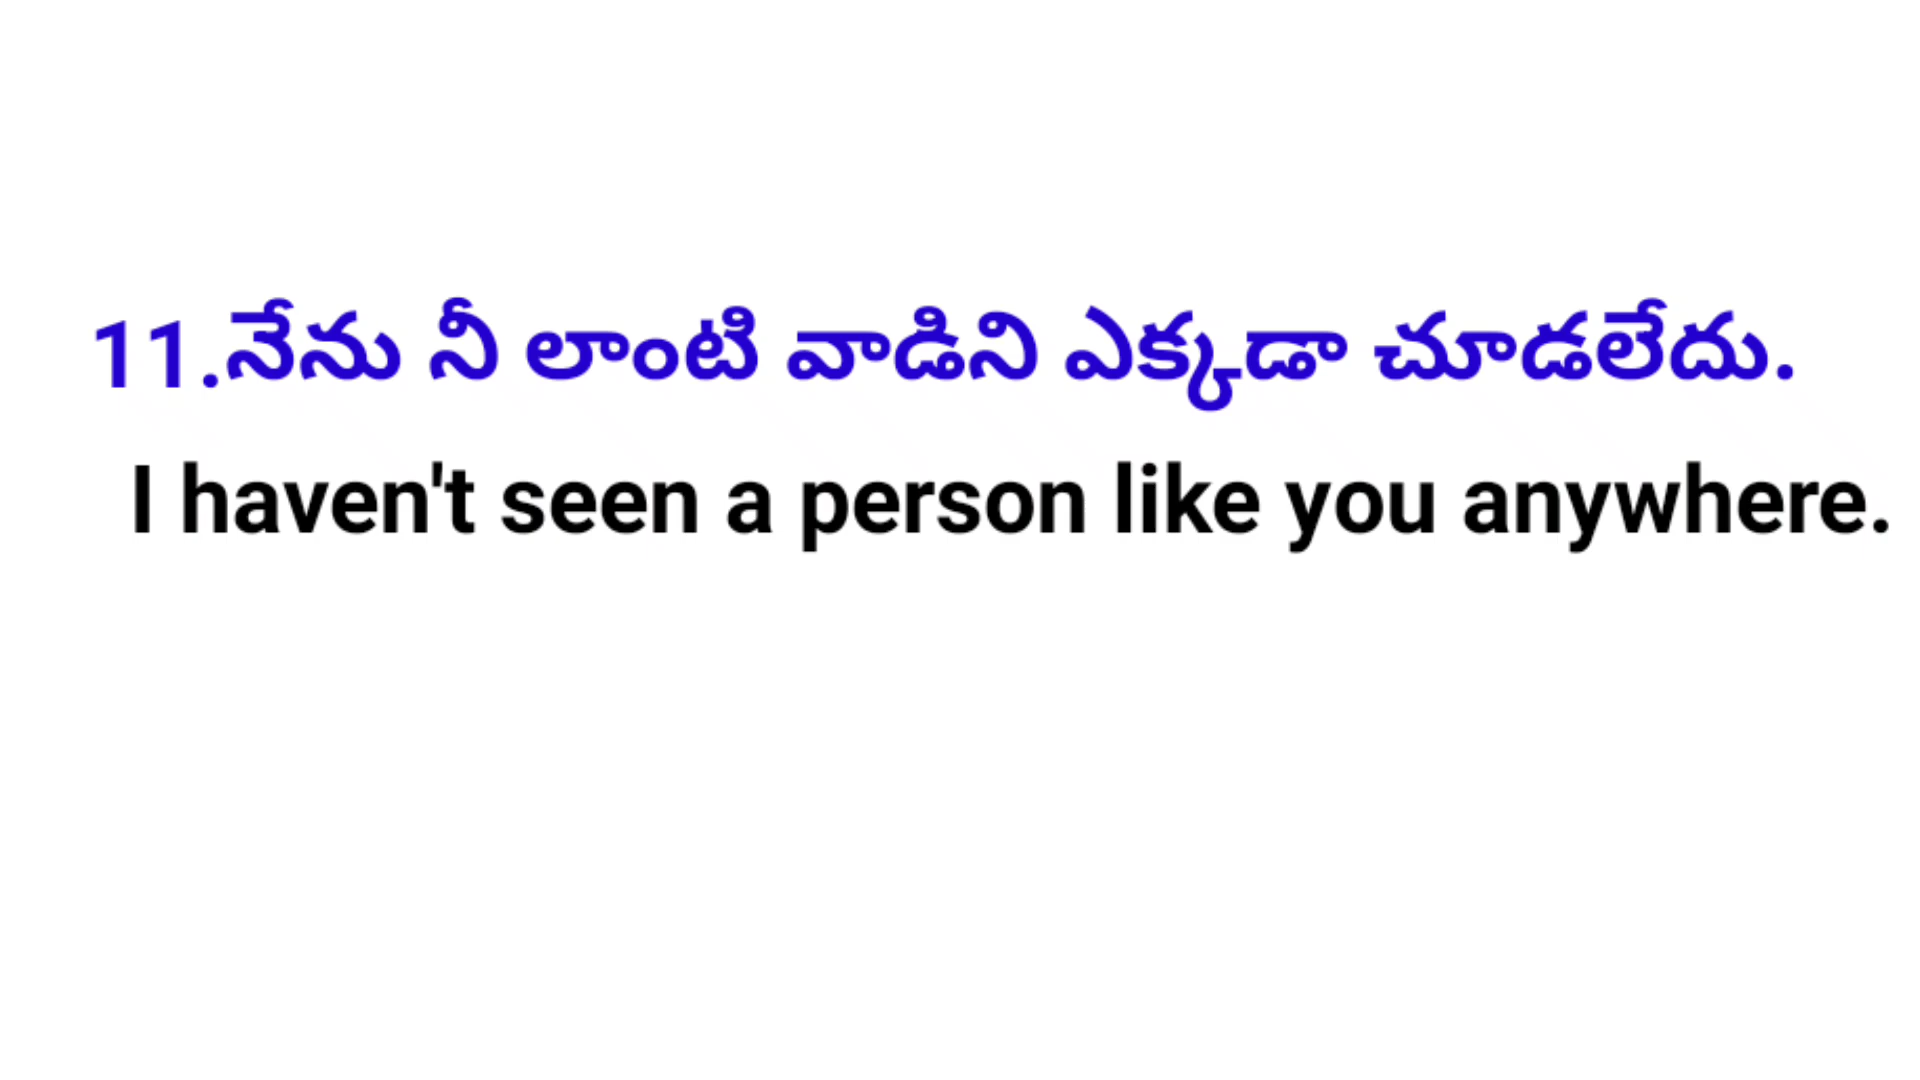 11.నేను నీ లాంటి వాడిని ఎక్కడా చూడలేదు.
I haven't seen a person like you anywhere.